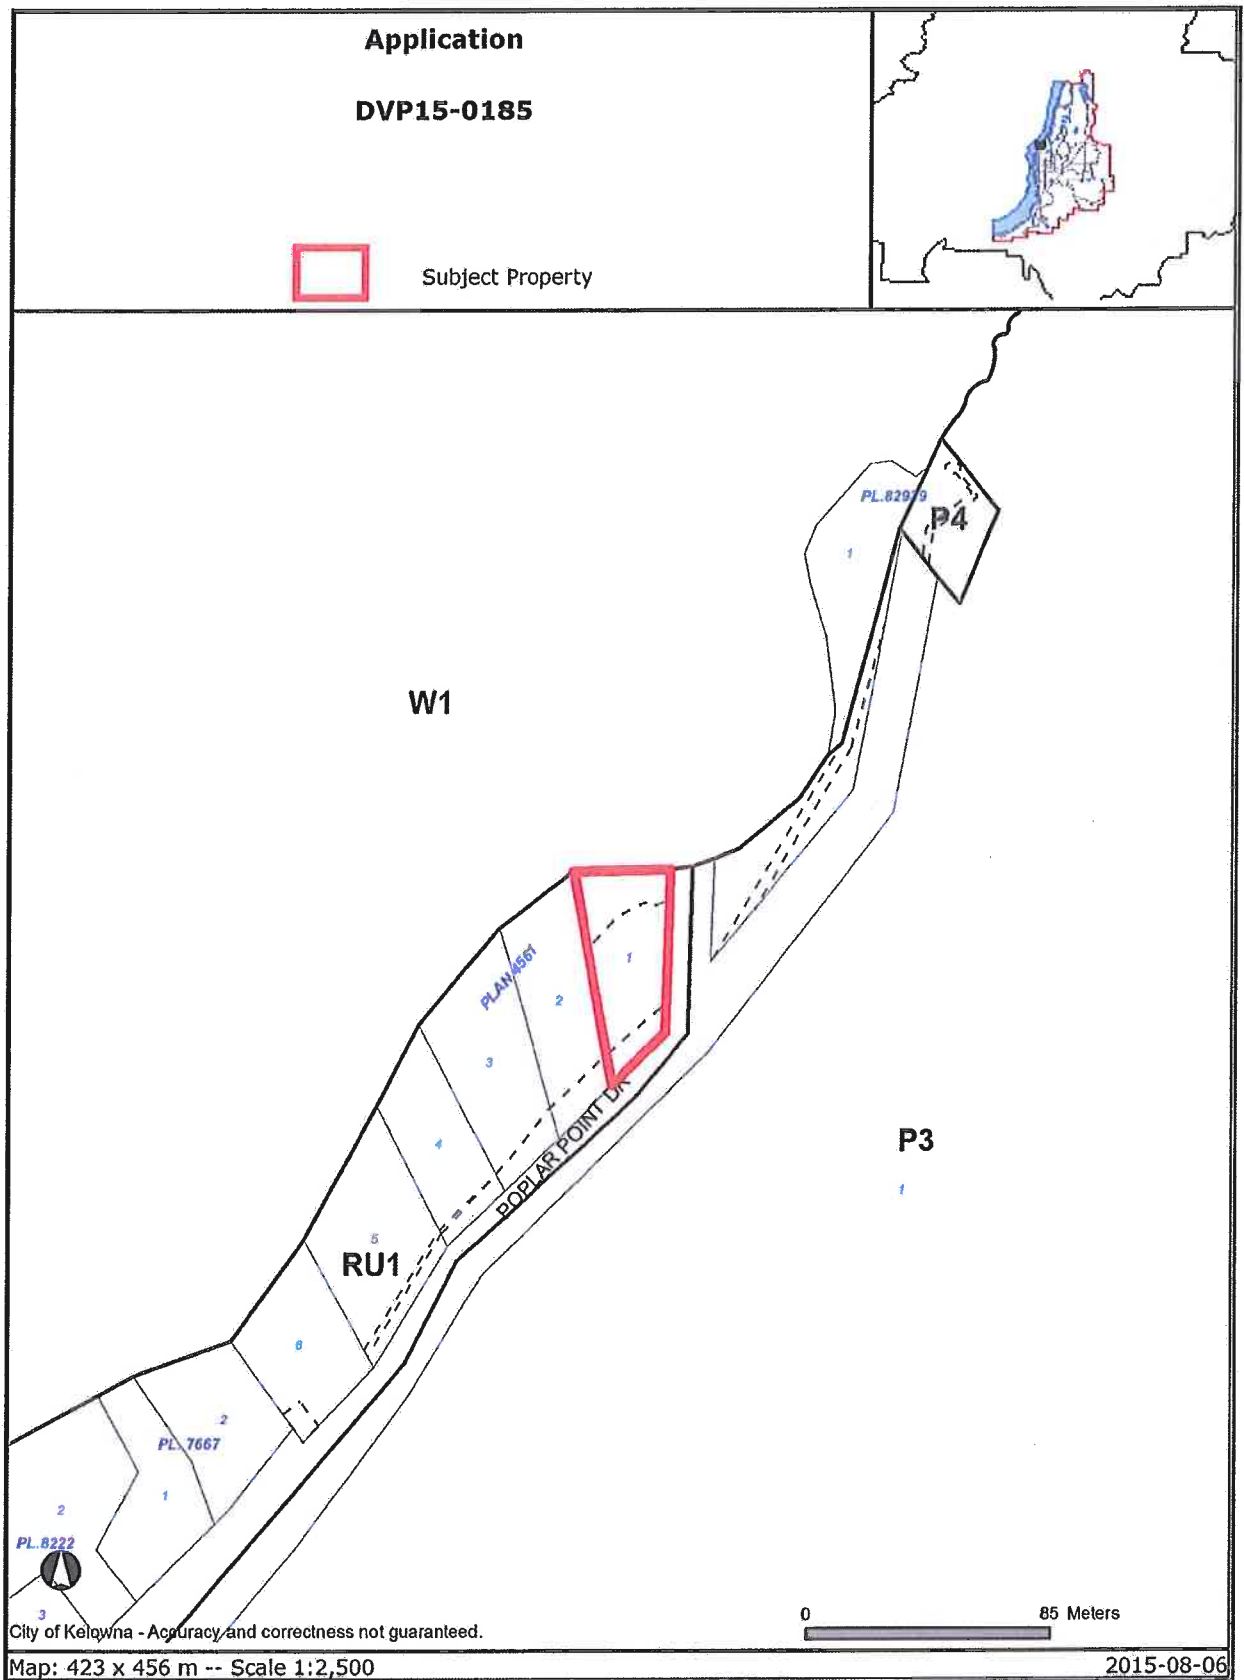 Application
DVP15-0185
Subject Property
PL.82979
P4
1
W1
PLAN 4561
1
2
3
POPLAR POINT DR
4
P3
1
5
RU1
6
2
PL. 7667
1
2
PL.8222
3
0
85 Meters
City of Kelowna - Accuracy and correctness not guaranteed.
Map: 423 x 456 m -- Scale 1:2,500
2015-08-06